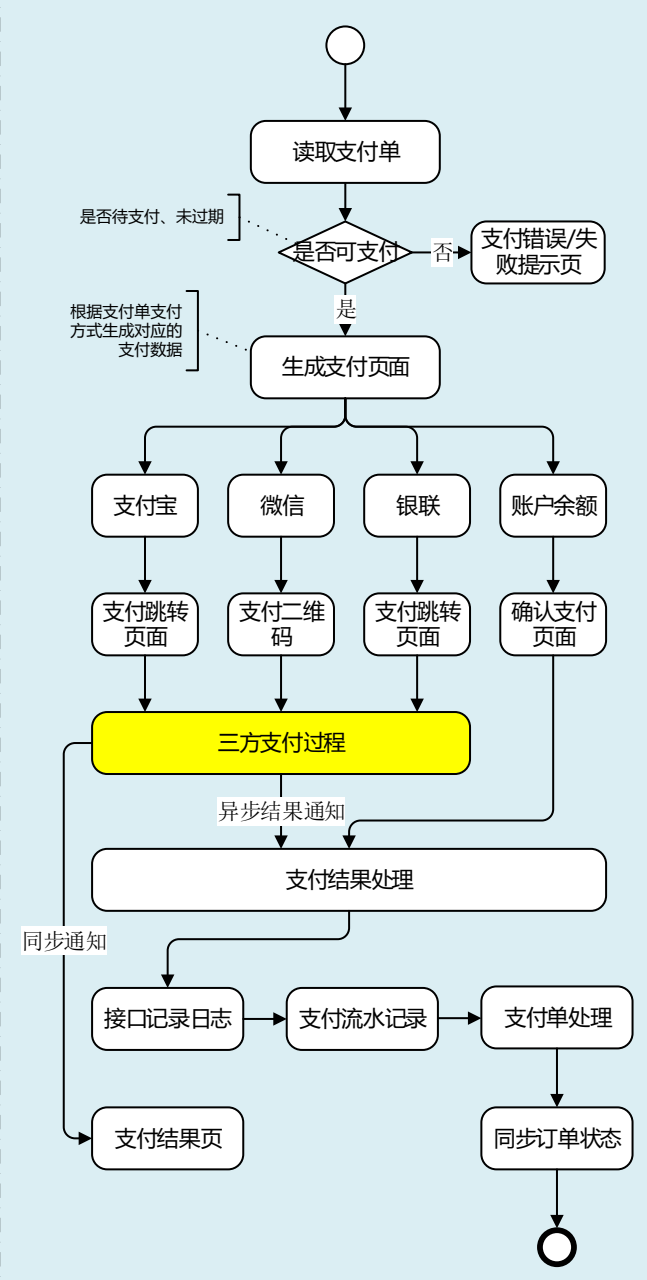 读取支付单
是否待支付、未过期
是否可支付
否
支付错误/失
败提示页
是
根据支付单支付
方式生成对应的
支付数据
生成支付页面
支付宝
微信
银联
账户余额
支付跳转
页面
支付二维
码
支付跳转
页面
确认支付
页面
三方支付过程
异步结果通知
支付结果处理
同步通知
接口记录日志
支付流水记录
支付单处理
支付结果页
同步订单状态